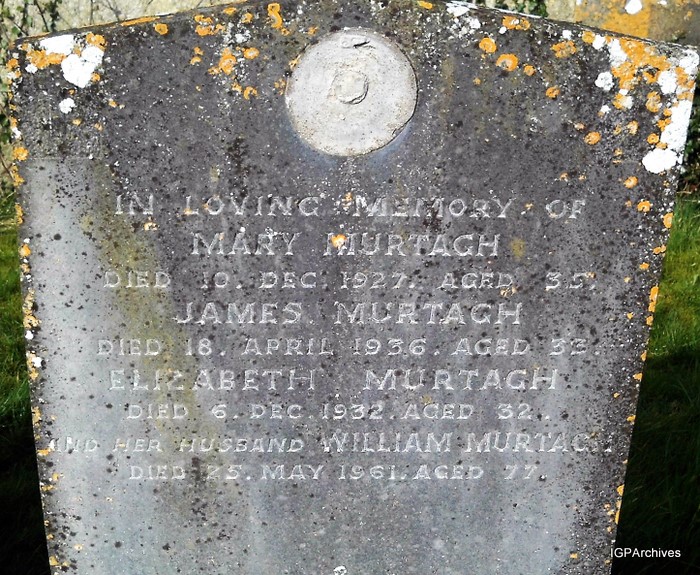 IN LOVING MEMORY OF
MARY MURTAGH
DIED 10. DEC. 1927. AGED 35.
JAMES MURTAGH
DIED 18. APRIL 1936. AGED 33.
ELIZABETH MURTAGH
DIED 6. DEC. 1932. AGED 32.
AND HER HUSBAND WILLIAM MURTAGH.
DIED 25. MAY 1961. AGED 77.
IGPArchives